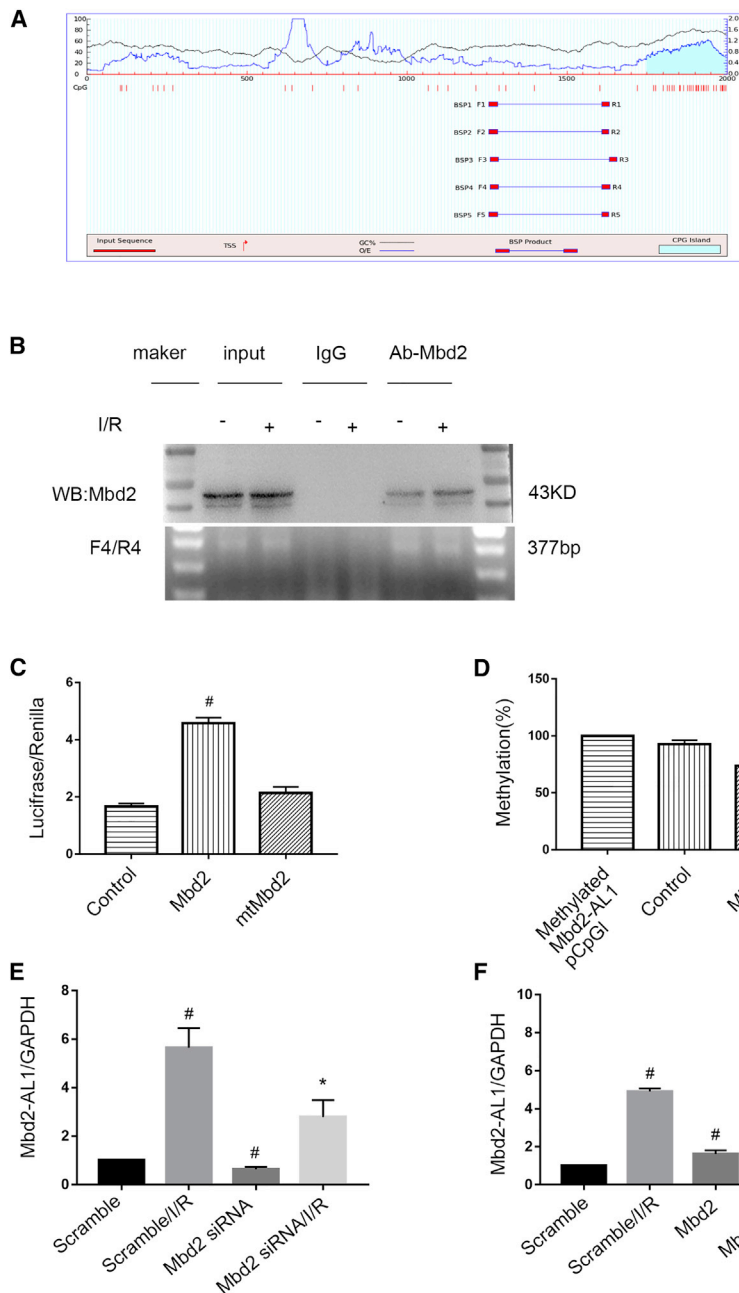 A
100
80
60
40
20
0
2.0
1.6
1.2
0.8
0.4
0.0
0
500
1000
1500
2000
CpG
BSP1 F1 R1
BSP2 F2 R2
BSP3 F3 R3
BSP4 F4 R4
BSP5 F5 R5
Input Sequence
TSS
GC%
O/E
BSP Product
CPG Island
B
maker input IgG Ab-Mbd2
I/R - + - + - +
WB:Mbd2 43KD
F4/R4 377bp
C
Lucifrase/Renilla
6
4
2
0
#
Control
Mbd2
mtMbd2
D
Methylation(%)
150
100
50
0
Methylated
Mbd2-AL1
pCpGI
Control
E
Mbd2-AL1/GAPDH
8
6
4
2
0
#
#
*
Scramble
Scramble/I/R
Mbd2 siRNA
Mbd2 siRNA/I/R
F
Mbd2-AL1/GAPDH
10
8
6
4
2
0
#
#
Scramble
Scramble/I/R
Mbd2